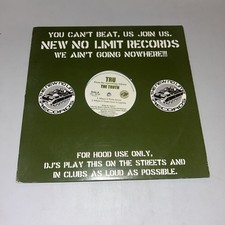 YOU CAN'T BEAT, US JOIN US.
NEW NO LIMIT RECORDS
WE AIN'T GOING NOWHERE!!!
TRU
THE TRUTH
FOR HOOD USE ONLY,
DJ'S PLAY THIS ON THE STREETS AND
IN CLUBS AS LOUD AS POSSIBLE.